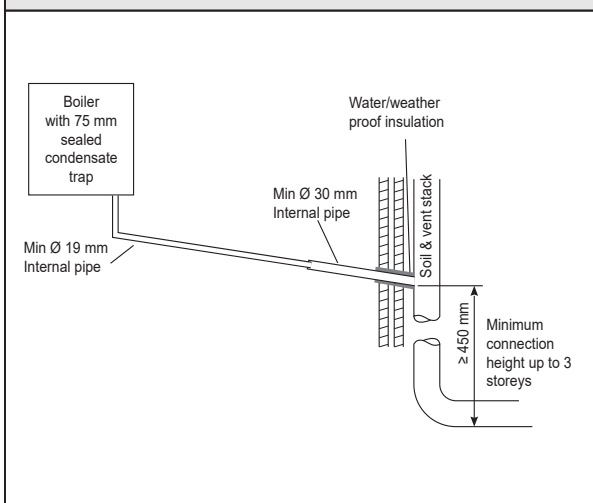 Boiler
with 75 mm
sealed
condensate
trap
Water/weather
proof insulation
Min Ø 30 mm
Internal pipe
Soil & vent stack
Min Ø 19 mm
Internal pipe
≥ 450 mm
Minimum
connection
height up to 3
storeys